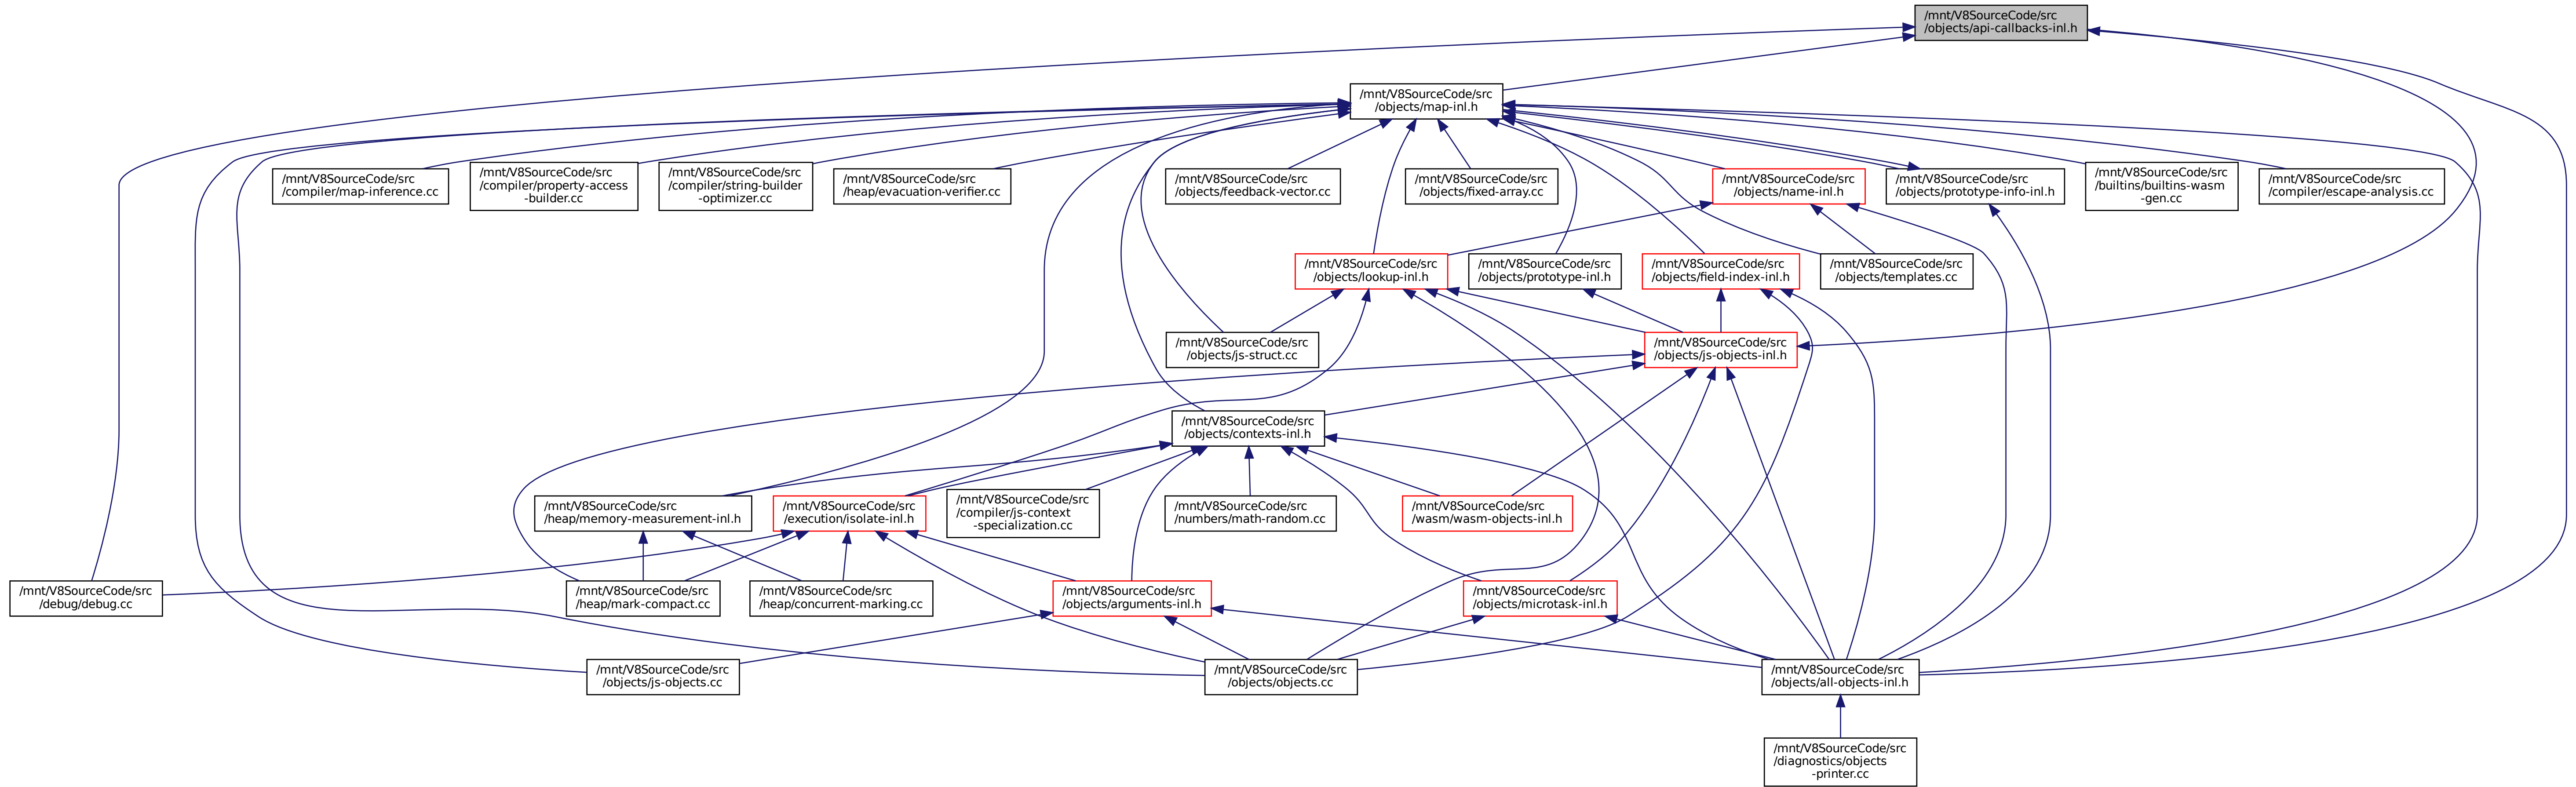 /mnt/V8SourceCode/src
/objects/api-callbacks-inl.h
/mnt/V8SourceCode/src
/objects/map-inl.h
/mnt/V8SourceCode/src
/compiler/map-inference.cc
/mnt/V8SourceCode/src
/compiler/property-access
-builder.cc
/mnt/V8SourceCode/src
/compiler/string-builder
-optimizer.cc
/mnt/V8SourceCode/src
/heap/evacuation-verifier.cc
/mnt/V8SourceCode/src
/objects/feedback-vector.cc
/mnt/V8SourceCode/src
/objects/fixed-array.cc
/mnt/V8SourceCode/src
/objects/name-inl.h
/mnt/V8SourceCode/src
/objects/prototype-info-inl.h
/mnt/V8SourceCode/src
/builtins/builtins-wasm
-gen.cc
/mnt/V8SourceCode/src
/compiler/escape-analysis.cc
/mnt/V8SourceCode/src
/objects/lookup-inl.h
/mnt/V8SourceCode/src
/objects/prototype-inl.h
/mnt/V8SourceCode/src
/objects/field-index-inl.h
/mnt/V8SourceCode/src
/objects/templates.cc
/mnt/V8SourceCode/src
/objects/js-struct.cc
/mnt/V8SourceCode/src
/objects/js-objects-inl.h
/mnt/V8SourceCode/src
/objects/contexts-inl.h
/mnt/V8SourceCode/src
/heap/memory-measurement-inl.h
/mnt/V8SourceCode/src
/execution/isolate-inl.h
/mnt/V8SourceCode/src
/compiler/js-context
-specialization.cc
/mnt/V8SourceCode/src
/numbers/math-random.cc
/mnt/V8SourceCode/src
/wasm/wasm-objects-inl.h
/mnt/V8SourceCode/src
/debug/debug.cc
/mnt/V8SourceCode/src
/heap/mark-compact.cc
/mnt/V8SourceCode/src
/heap/concurrent-marking.cc
/mnt/V8SourceCode/src
/objects/arguments-inl.h
/mnt/V8SourceCode/src
/objects/microtask-inl.h
/mnt/V8SourceCode/src
/objects/js-objects.cc
/mnt/V8SourceCode/src
/objects/objects.cc
/mnt/V8SourceCode/src
/objects/all-objects-inl.h
/mnt/V8SourceCode/src
/diagnostics/objects
-printer.cc